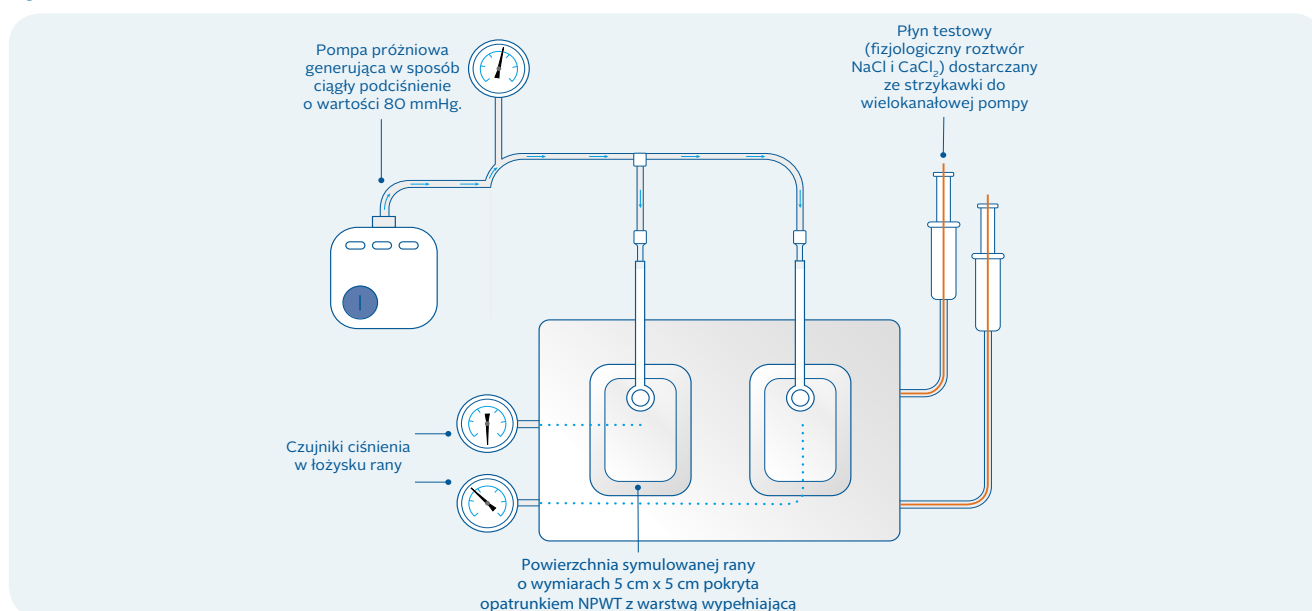 Pompa próżniowa
generująca w sposób
ciągły podciśnienie
o wartości 80 mmHg.
Płyn testowy
(fizjologiczny roztwór
NaCl i CaCl₂) dostarczany
ze strzykawki do
wielokanałowej pompy
Czujniki ciśnienia
w łożysku rany
Powierzchnia symulowanej rany
o wymiarach 5 cm x 5 cm pokryta
opatrunkiem NPWT z warstwą wypełniającą